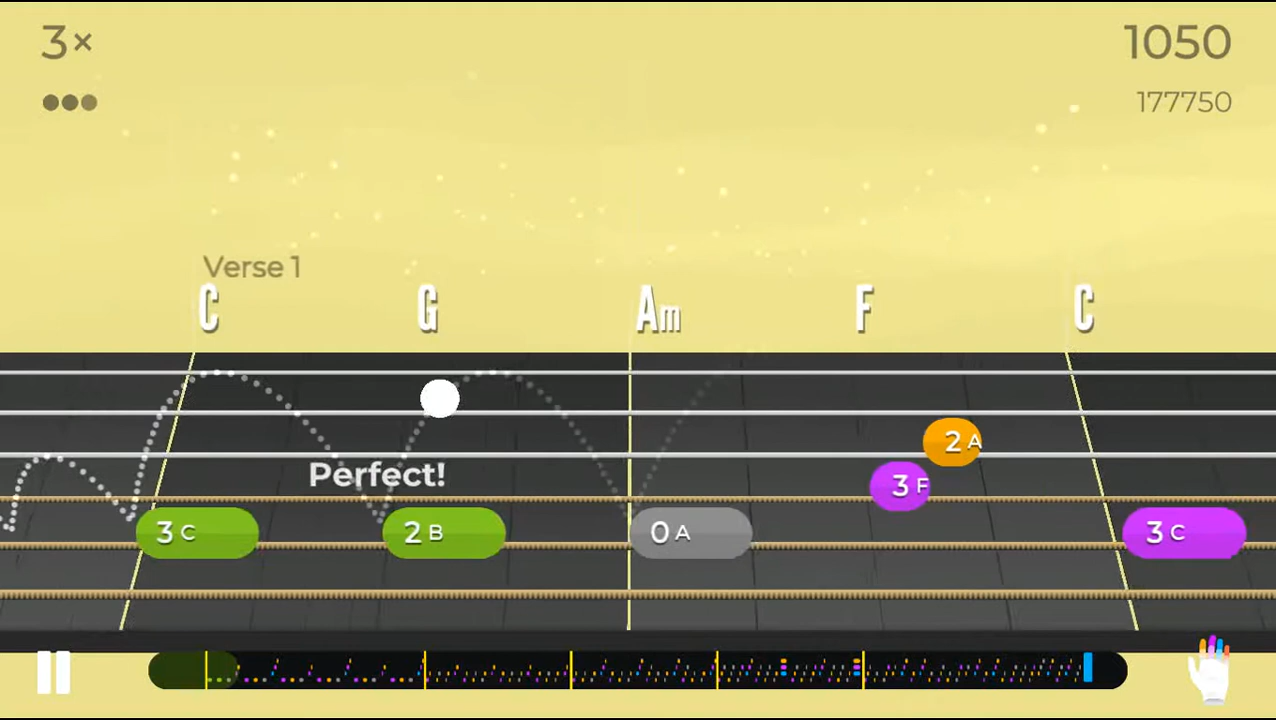 3×
1050
177750
Verse 1
C G Am F C
Perfect!
2 A
3 F
3 C 2 B 0 A 3 C